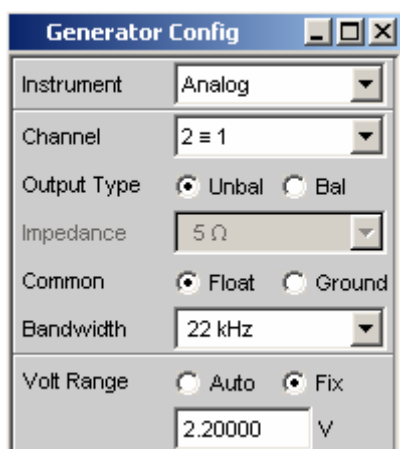 Generator Config
Instrument Analog
Channel 2 ≡ 1
Output Type Unbal Bal
Impedance 5 Ω
Common Float Ground
Bandwidth 22 kHz
Volt Range Auto Fix
2.20000 V